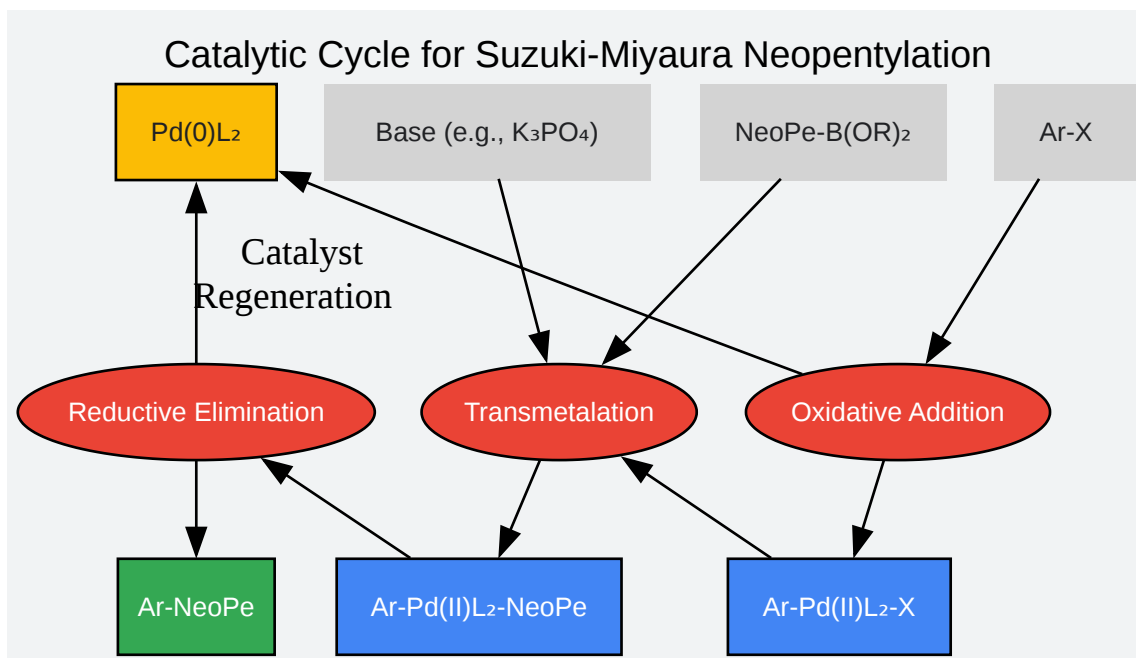 Catalytic Cycle for Suzuki-Miyaura Neopentylation
Pd(0)L₂
Base (e.g., K₃PO₄)
NeoPe-B(OR)₂
Ar-X
Catalyst
Regeneration
Reductive Elimination
Transmetalation
Oxidative Addition
Ar-NeoPe
Ar-Pd(II)L₂-NeoPe
Ar-Pd(II)L₂-X